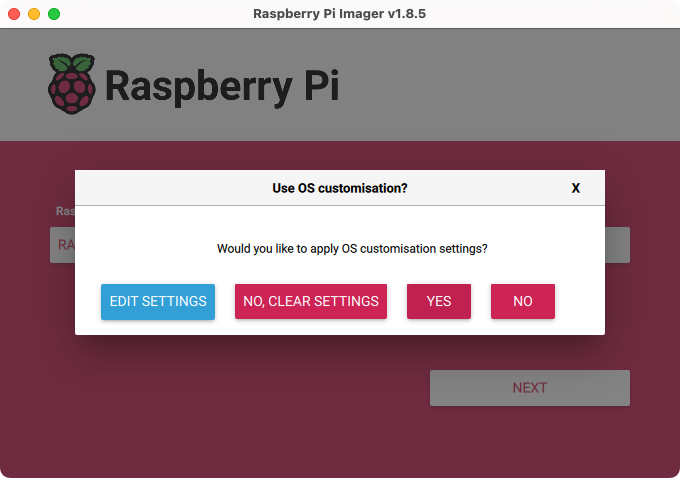 Raspberry Pi Imager v1.8.5
Raspberry Pi
Use OS customisation?
X
Ras
RA
Would you like to apply OS customisation settings?
EDIT SETTINGS
NO, CLEAR SETTINGS
YES
NO
NEXT